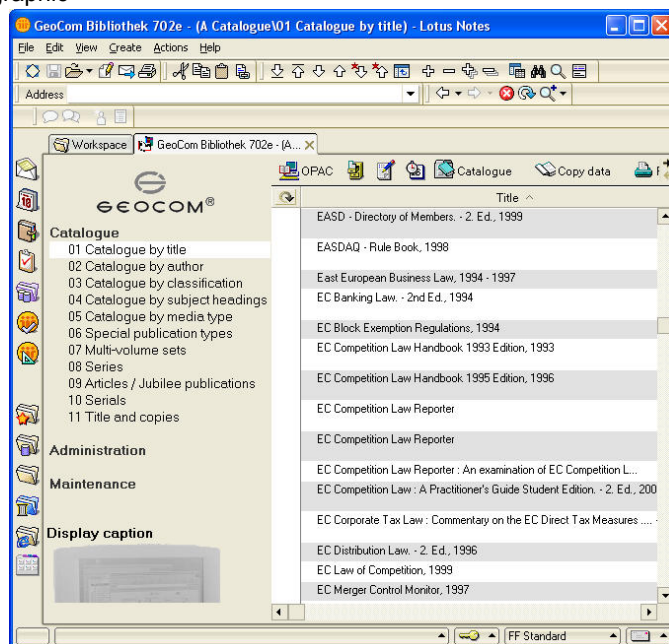 graphic
GeoCom Bibliothek 702e - (A Catalogue\01 Catalogue by title) - Lotus Notes
File Edit View Create Actions Help
Address
Workspace GeoCom Bibliothek 702e - (A...
OPAC Catalogue Copy data
GEOCOM®
Title
Catalogue
01 Catalogue by title
02 Catalogue by author
03 Catalogue by classification
04 Catalogue by subject headings
05 Catalogue by media type
06 Special publication types
07 Multi-volume sets
08 Series
09 Articles / Jubilee publications
10 Serials
11 Title and copies
Administration
Maintenance
Display caption
EASD - Directory of Members. - 2. Ed., 1999
EASDAQ - Rule Book, 1998
East European Business Law, 1994 - 1997
EC Banking Law. - 2nd Ed., 1994
EC Block Exemption Regulations, 1994
EC Competition Law Handbook 1993 Edition, 1993
EC Competition Law Handbook 1995 Edition, 1996
EC Competition Law Reporter
EC Competition Law Reporter
EC Competition Law Reporter : An examination of EC Competition L...
EC Competition Law : A Practitioner's Guide Student Edition. - 2. Ed., 200
EC Corporate Tax Law : Commentary on the EC Direct Tax Measures .... -
EC Distribution Law. - 2. Ed., 1996
EC Law of Competition, 1999
EC Merger Control Monitor, 1997
FF Standard